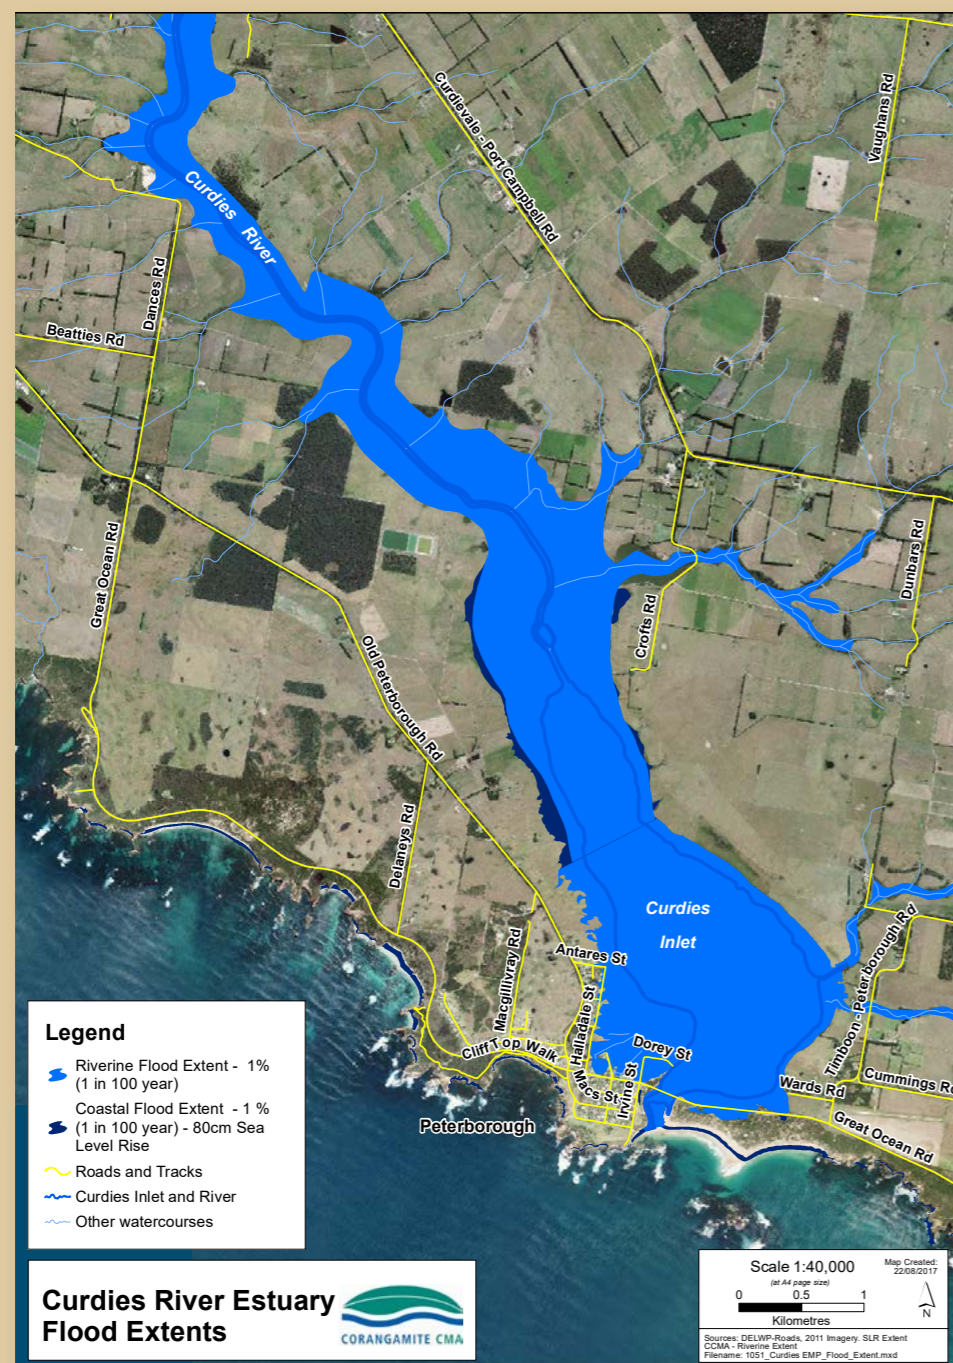 Curdievale - Port Campbell Rd
Vaughans Rd
Curdies River
Dances Rd
Beatties Rd
Great Ocean Rd
Dunbars Rd
Crofts Rd
Old Peterborough Rd
Delaneys Rd
Curdies
Inlet
Antares St
Macgillivray Rd
Halladale St
Timboon - Peterborough Rd
Dorey St
Cliff Top Walk
Macs St
Irvine St
Wards Rd
Cummings Rd
Great Ocean Rd
Peterborough
Legend
Riverine Flood Extent - 1%
(1 in 100 year)
Coastal Flood Extent - 1 %
(1 in 100 year) - 80cm Sea
Level Rise
Roads and Tracks
Curdies Inlet and River
Other watercourses
Curdies River Estuary
Flood Extents
CORANGAMITE CMA
Scale 1:40,000
(at A4 page size)
0 0.5 1
Kilometres
Map Created:
22/08/2017
N
Sources: DELWP-Roads, 2011 Imagery. SLR Extent
CCMA - Riverine Extent
Filename: 1051_Curdies EMP_Flood_Extent.mxd